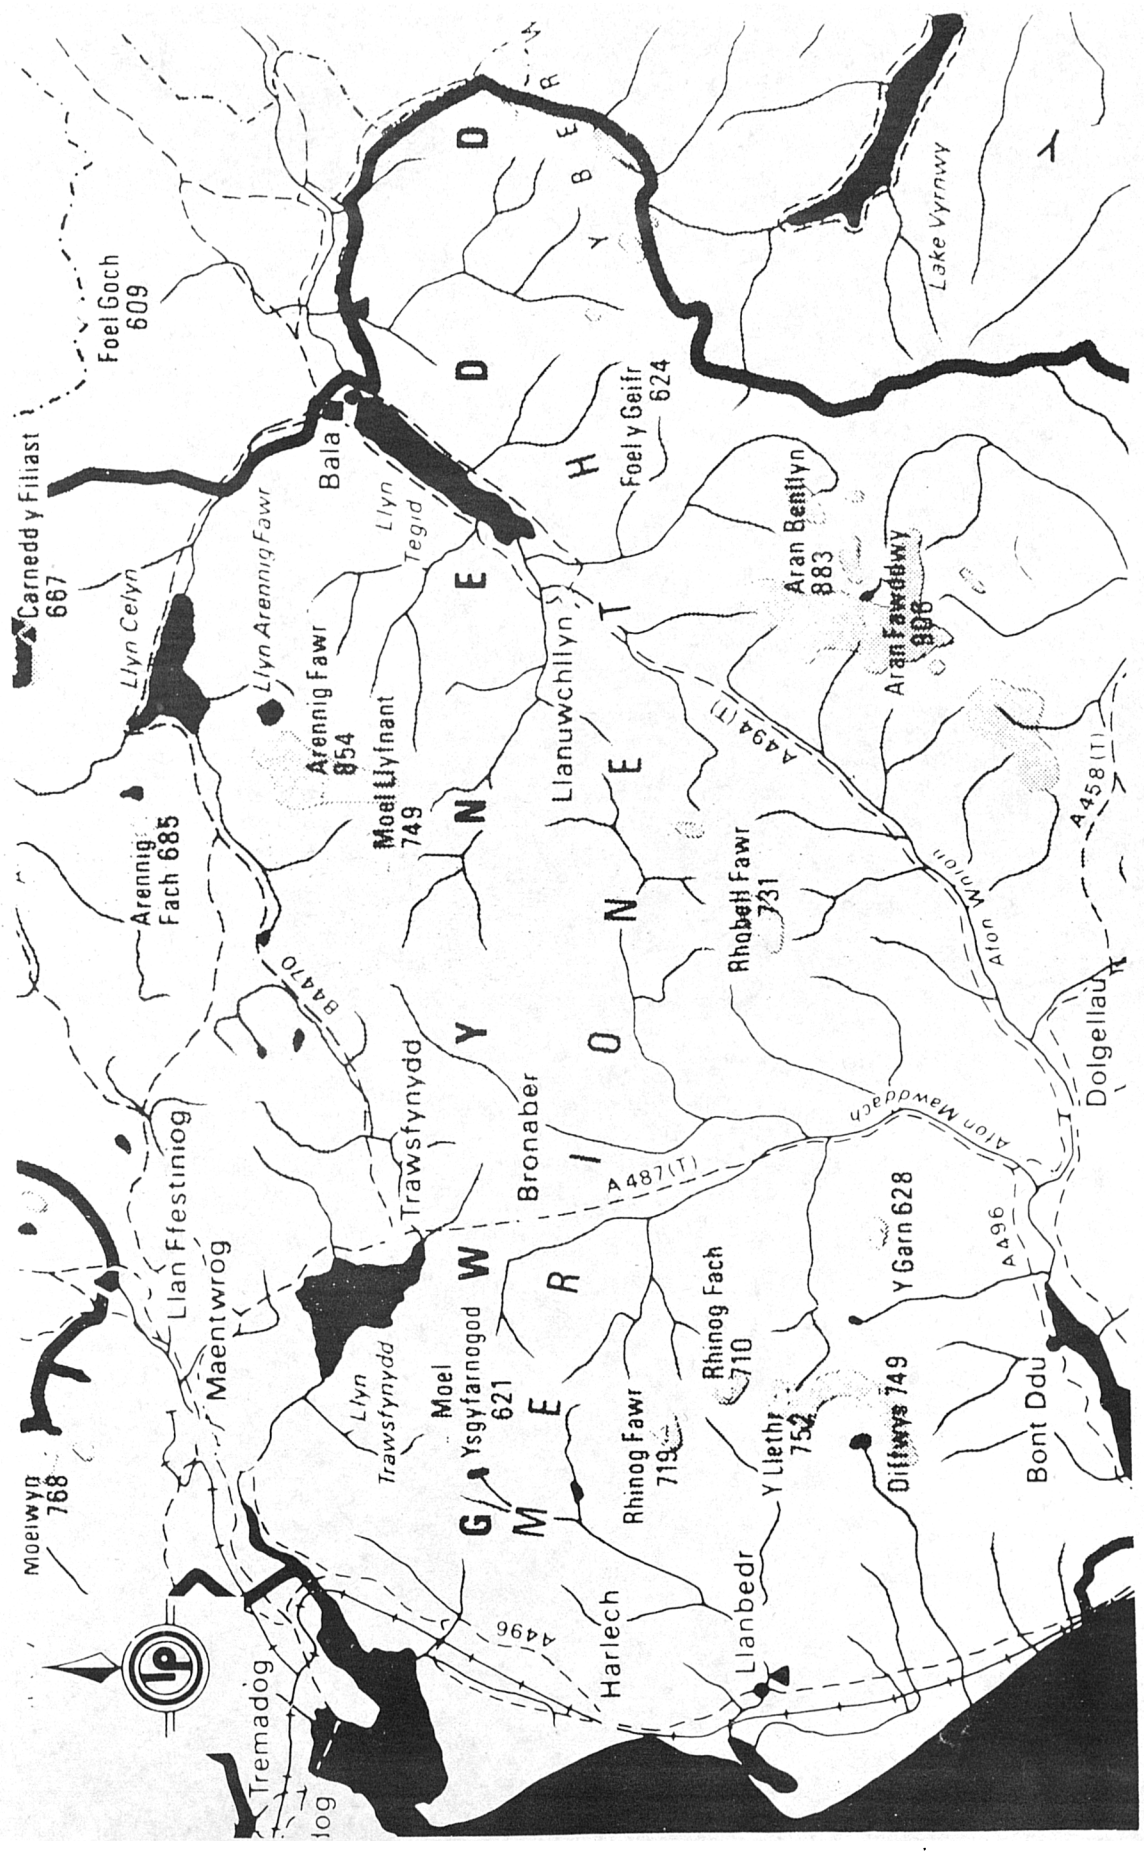 Carnedd y Filiast
667
Foel Goch
609
Moelwyn
768
Arennig
Fach 685
Llyn Celyn
Llan Ffestiniog
Maentwrog
B4470
Llyn Arennig Fawr
Arennig Fawr
854
Bala
Llyn
Tegid
Tremadog
dog
Llyn
Trawsfynydd
Trawsfynydd
Moel Llyfnant
749
Moel
Ysgyfarnogod
621
G W Y N E D D
Bronaber
Llanuwchllyn
A496
M E R I O N E T H
Y B E R W
Harlech
Rhinog Fawr
719
A487(T)
Foel y Geifr
624
Rhinog Fach
710
Rhobell Fawr
731
A494(T)
Llanbedr
Y Llethr
752
Aran Benllyn
883
Afon Mawddach
Diffwys 749
Y Garn 628
Aran Fawddwy
Lake Vyrnwy
Afon Wnion
A496
Bont Ddu
Dolgellau
A458(T)
Y